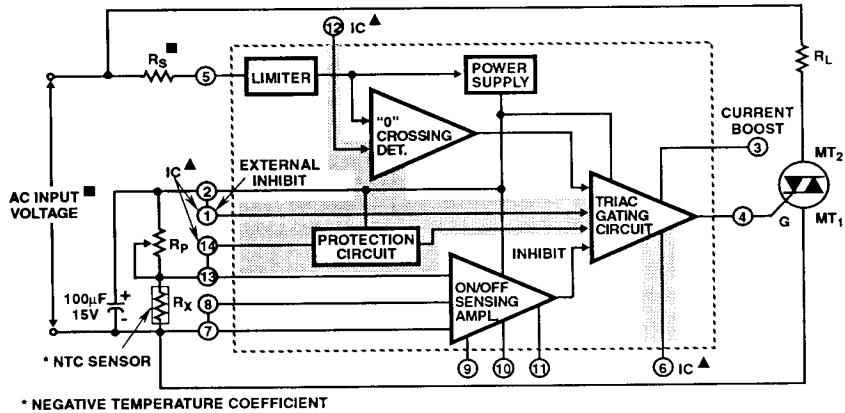 12 IC ▲
RS ■
5
LIMITER
POWER SUPPLY
RL
"0" CROSSING DET.
CURRENT BOOST
3
MT2
MT1
G
4
IC ▲
EXTERNAL INHIBIT
2
1
AC INPUT VOLTAGE ■
TRIAC GATING CIRCUIT
14
RP
PROTECTION CIRCUIT
INHIBIT
13
ON/OFF SENSING AMPL.
100µF 15V
+
-
RX
8
7
* NTC SENSOR
9
10
11
6 IC ▲
* NEGATIVE TEMPERATURE COEFFICIENT